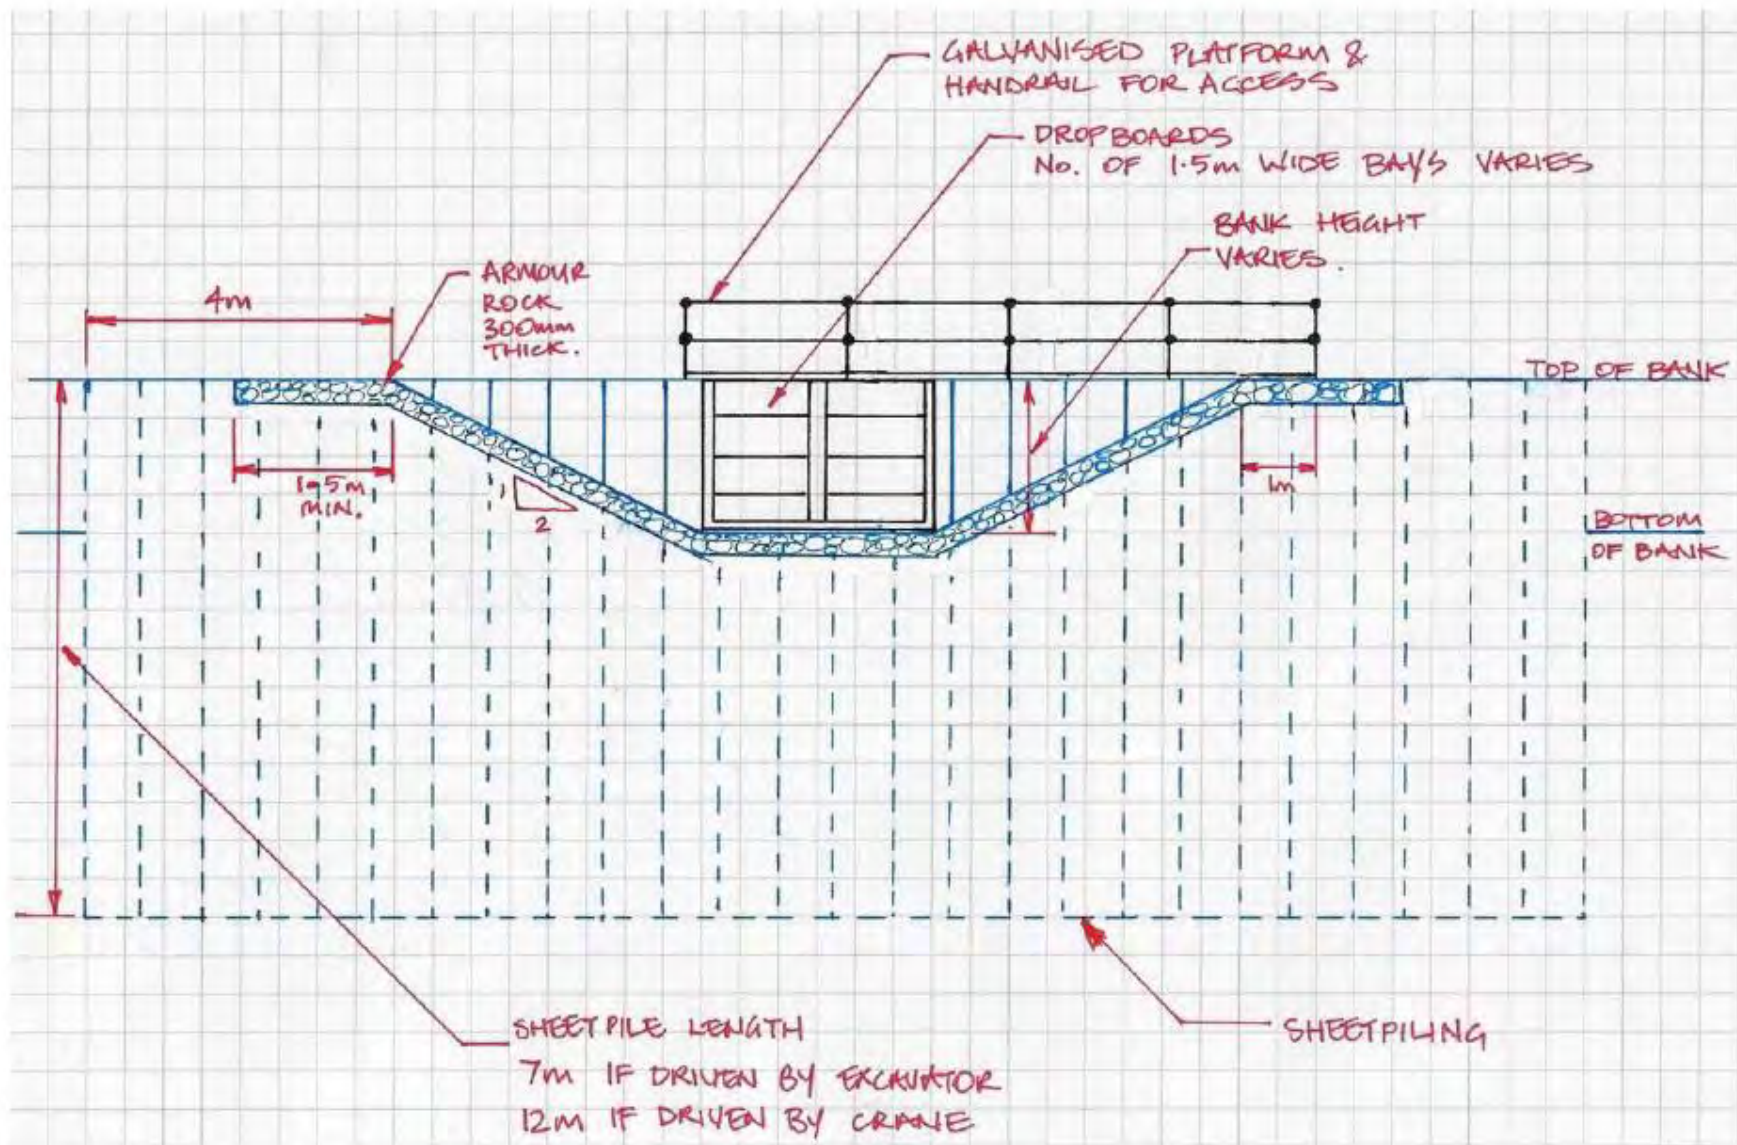 GALVANISED PLATFORM &
HANDRAIL FOR ACCESS
DROPBOARDS
No. OF 1.5m WIDE BAYS VARIES
BANK HEIGHT
VARIES.
ARMOUR
ROCK
300mm
THICK.
4m
TOP OF BANK
1.5m
MIN.
1
2
1m
BOTTOM
OF BANK
SHEETPILE LENGTH
7m IF DRIVEN BY EXCAVATOR
12m IF DRIVEN BY CRANE
SHEETPILING